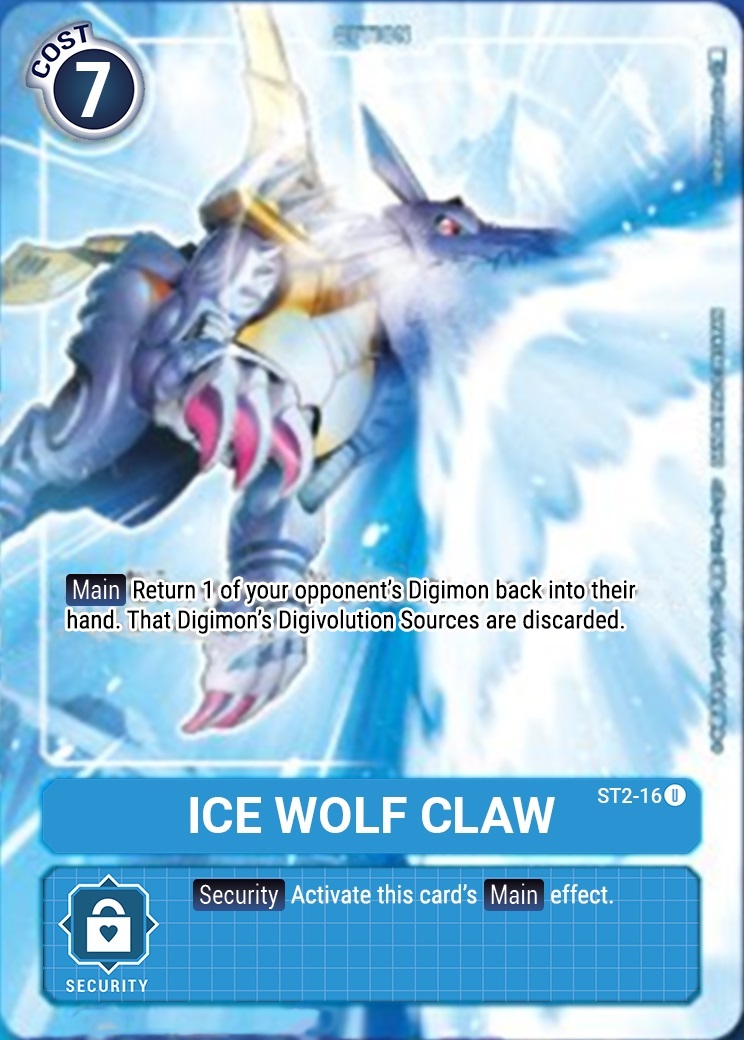 COST
7
OPTION
Main Return 1 of your opponent's Digimon back into their
hand. That Digimon's Digivolution Sources are discarded.
ST2-16 U
ICE WOLF CLAW
Security Activate this card's Main effect.
SECURITY